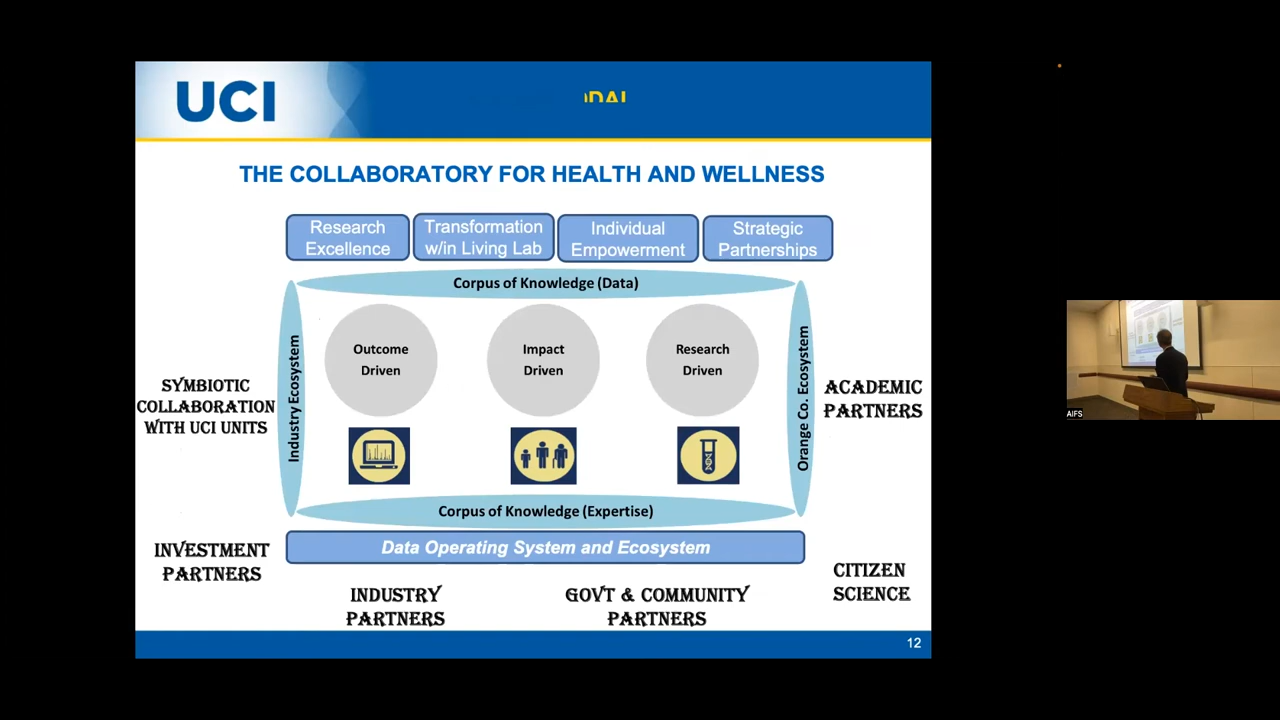 UCI
THE COLLABORATORY FOR HEALTH AND WELLNESS
Research
Excellence
Transformation
w/in Living Lab
Individual
Empowerment
Strategic
Partnerships
Corpus of Knowledge (Data)
Industry Ecosystem
Outcome
Driven
Impact
Driven
Research
Driven
Orange Co. Ecosystem
SYMBIOTIC
COLLABORATION
WITH UCI UNITS
ACADEMIC
PARTNERS
Corpus of Knowledge (Expertise)
Data Operating System and Ecosystem
INVESTMENT
PARTNERS
INDUSTRY
PARTNERS
GOVT & COMMUNITY
PARTNERS
CITIZEN
SCIENCE
12
AIFS